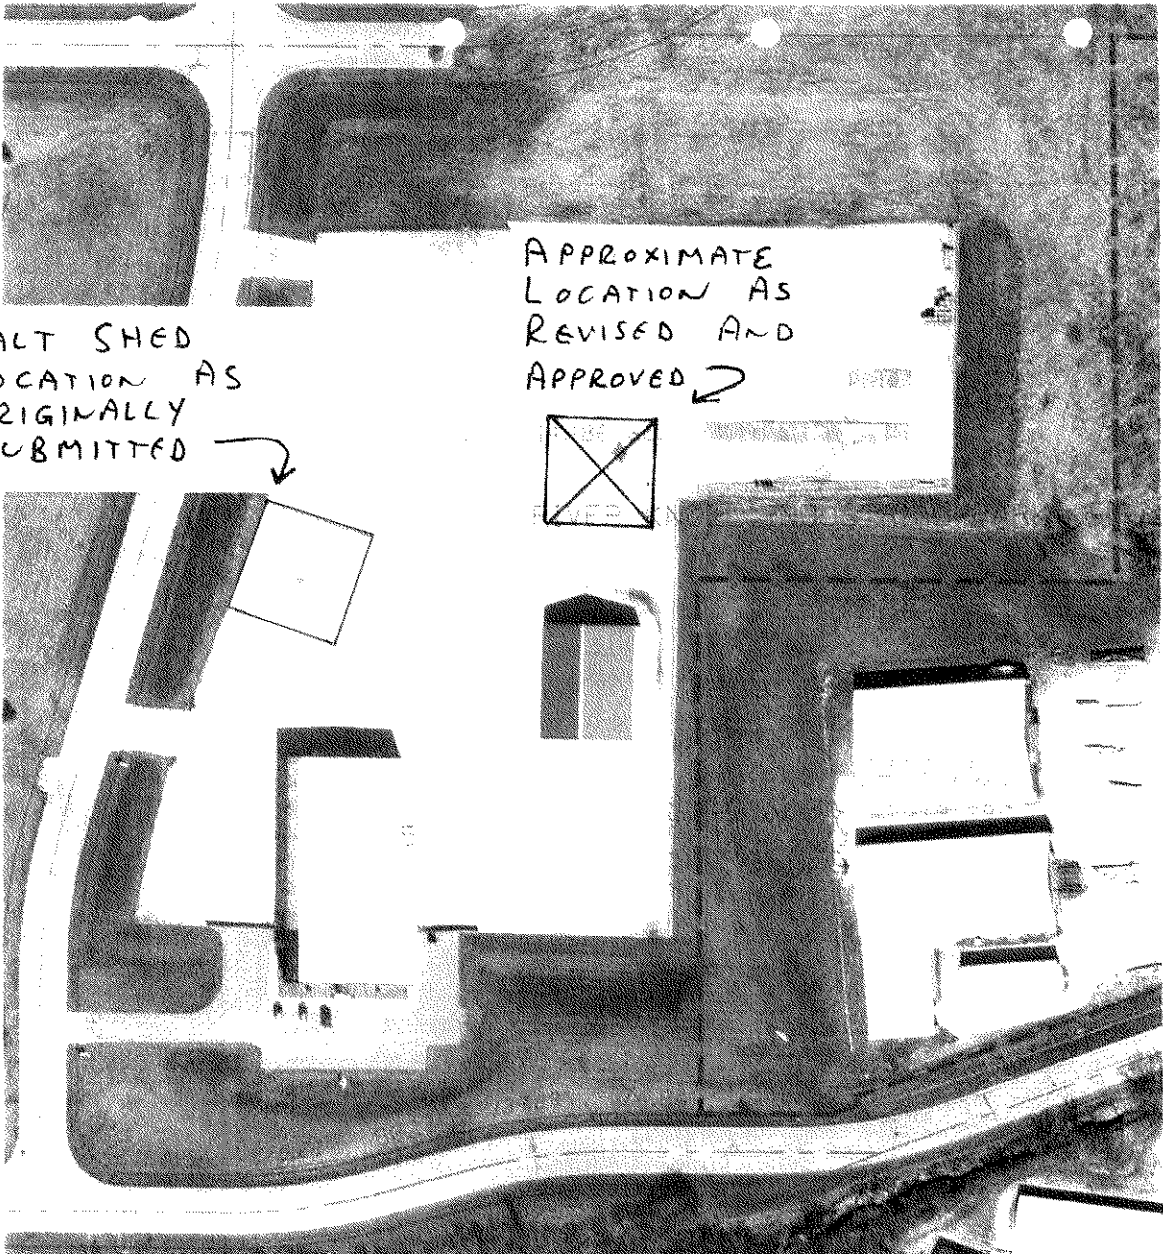 ALT SHED
OCATION AS
RIGINALLY
UBMITTED
APPROXIMATE
LOCATION AS
REVISED AND
APPROVED